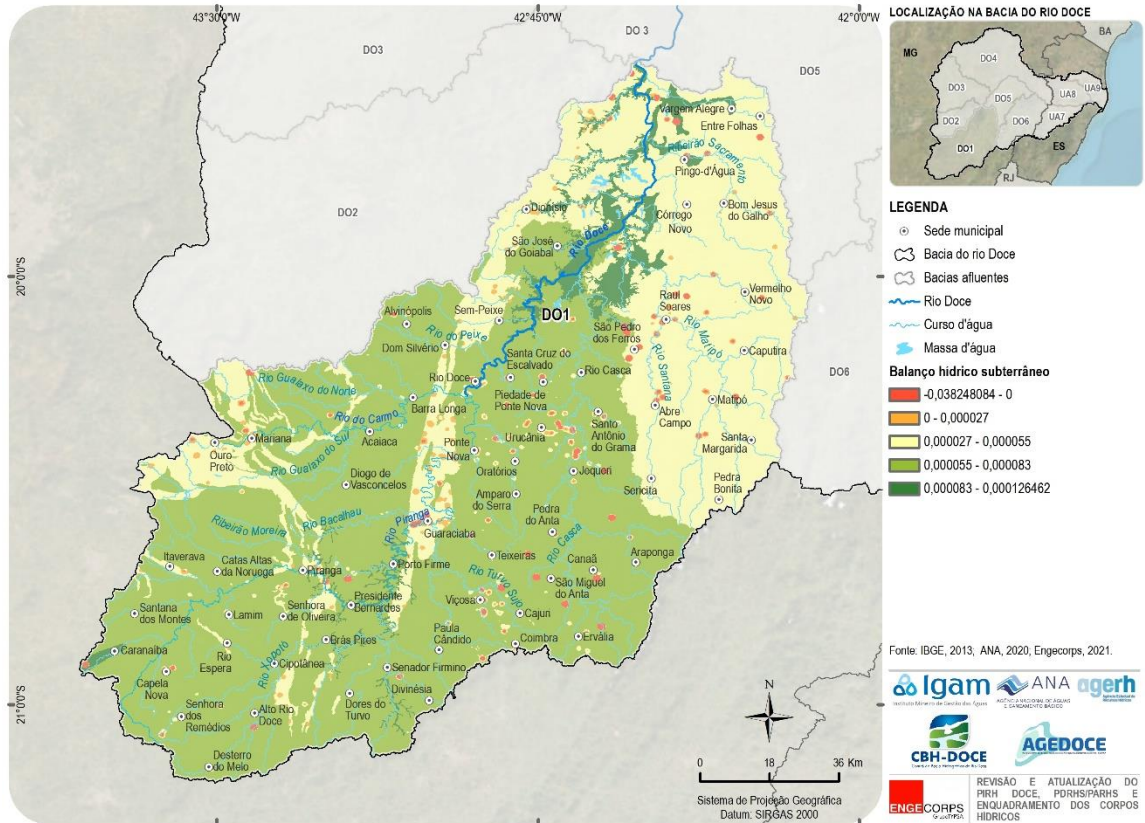 43°30'0"W
42°45'0"W
42°0'0"W
20°0'0"S
21°0'0"S
DO 3
DO3
DO5
DO2
DO6
DO1
Vargem Alegre
Entre Folhas
Ribeirão Sacramento
Pingo-d'Água
Dionísio
Córrego
Novo
Bom Jesus
do Galho
São José
do Goiabal
Rio Doce
Vermelho
Novo
Raul
Soares
Alvinópolis
Sem-Peixe
Rio do Peixe
Dom Silvério
Santa Cruz do
Escalvado
São Pedro
dos Ferros
Rio Matipó
Caputira
Rio Doce
Rio Casca
Rio Santana
Rio Gualaxo do Norte
Barra Longa
Piedade de
Ponte Nova
Matipó
Abre
Campo
Rio do Carmo
Mariana
Acaiaca
Urucânia
Santo
Antônio
do Grama
Santa
Margarida
Ouro
Preto
Rio Gualaxo do Sul
Ponte
Nova
Oratórios
Jequeri
Diogo de
Vasconcelos
Sericita
Pedra
Bonita
Amparo
do Serra
Rio Bacalhau
Rio Piranga
Ribeirão Moreira
Guaraciaba
Pedra
do Anta
Rio Casca
Itaverava
Catas Altas
da Noruega
Piranga
Porto Firme
Teixeiras
Canaã
Araponga
Rio Turvo Sujo
São Miguel
do Anta
Santana
dos Montes
Lamim
Senhora
de Oliveira
Presidente
Bernardes
Viçosa
Cajuri
Caranaíba
Rio
Espera
Brás Pires
Paula
Cândido
Coimbra
Ervália
Rio Xopotó
Cipotânea
Senador Firmino
Capela
Nova
Divinésia
Senhora
dos
Remédios
Alto Rio
Doce
Dores do
Turvo
Desterro
do Melo
N
0 18 36 Km
Sistema de Projeção Geográfica
Datum: SIRGAS 2000
LOCALIZAÇÃO NA BACIA DO RIO DOCE
MG
BA
DO4
DO3
DO5
UA8
UA9
DO2
DO6
UA7
DO1
ES
RJ
LEGENDA
Sede municipal
Bacia do rio Doce
Bacias afluentes
Rio Doce
Curso d'água
Massa d'água
Balanço hídrico subterrâneo
-0,038248084 - 0
0 - 0,000027
0,000027 - 0,000055
0,000055 - 0,000083
0,000083 - 0,000126462
Fonte: IBGE, 2013; ANA, 2020; Engecorps, 2021.
Igam
Instituto Mineiro de Gestão das Águas
ANA
AGÊNCIA NACIONAL DE ÁGUAS
E SANEAMENTO BÁSICO
agerh
CBH-DOCE
AGEDOCE
ENGECORPS
Grupo TYPSA
REVISÃO E ATUALIZAÇÃO DO
PIRH DOCE, PDRHS/PARHS E
ENQUADRAMENTO DOS CORPOS
HÍDRICOS